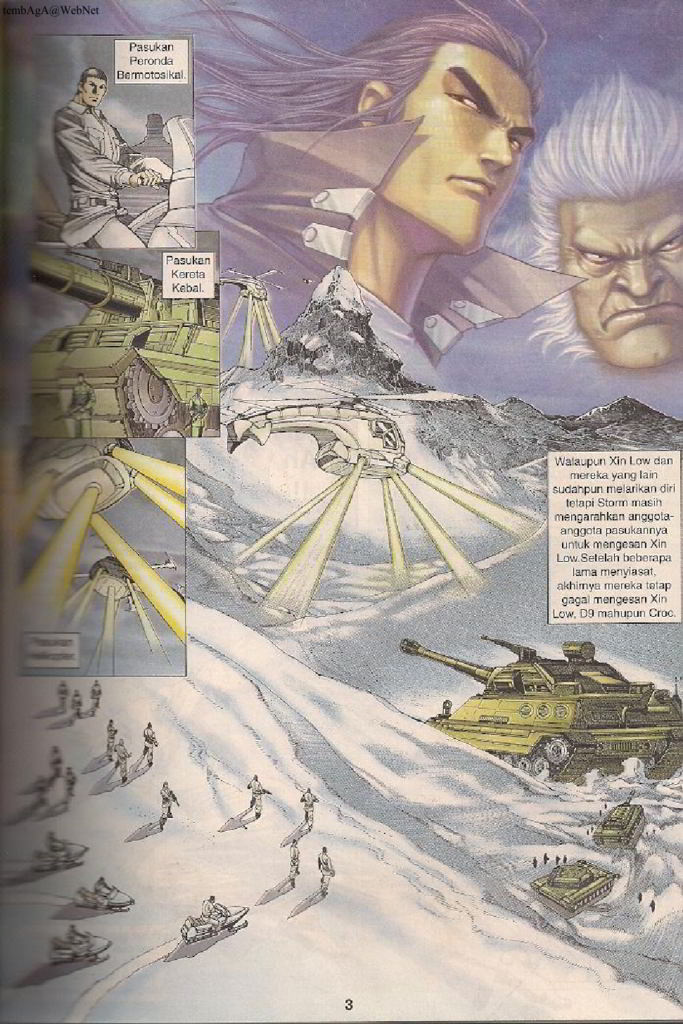 tembAgA@WebNet
Pasukan
Peronda
Bermotosikal.
Pasukan
Kereta
Kebal.
Walaupun Xin Low dan
mereka yang lain
sudahpun melarikan diri
tetapi Storm masih
mengarahkan anggota-
anggota pasukannya
untuk mengesan Xin
Low.Setelah beberapa
lama menyiasat,
akhirnya mereka tetap
gagal mengesan Xin
Low, D9 mahupun Croc.
Pasukan
3